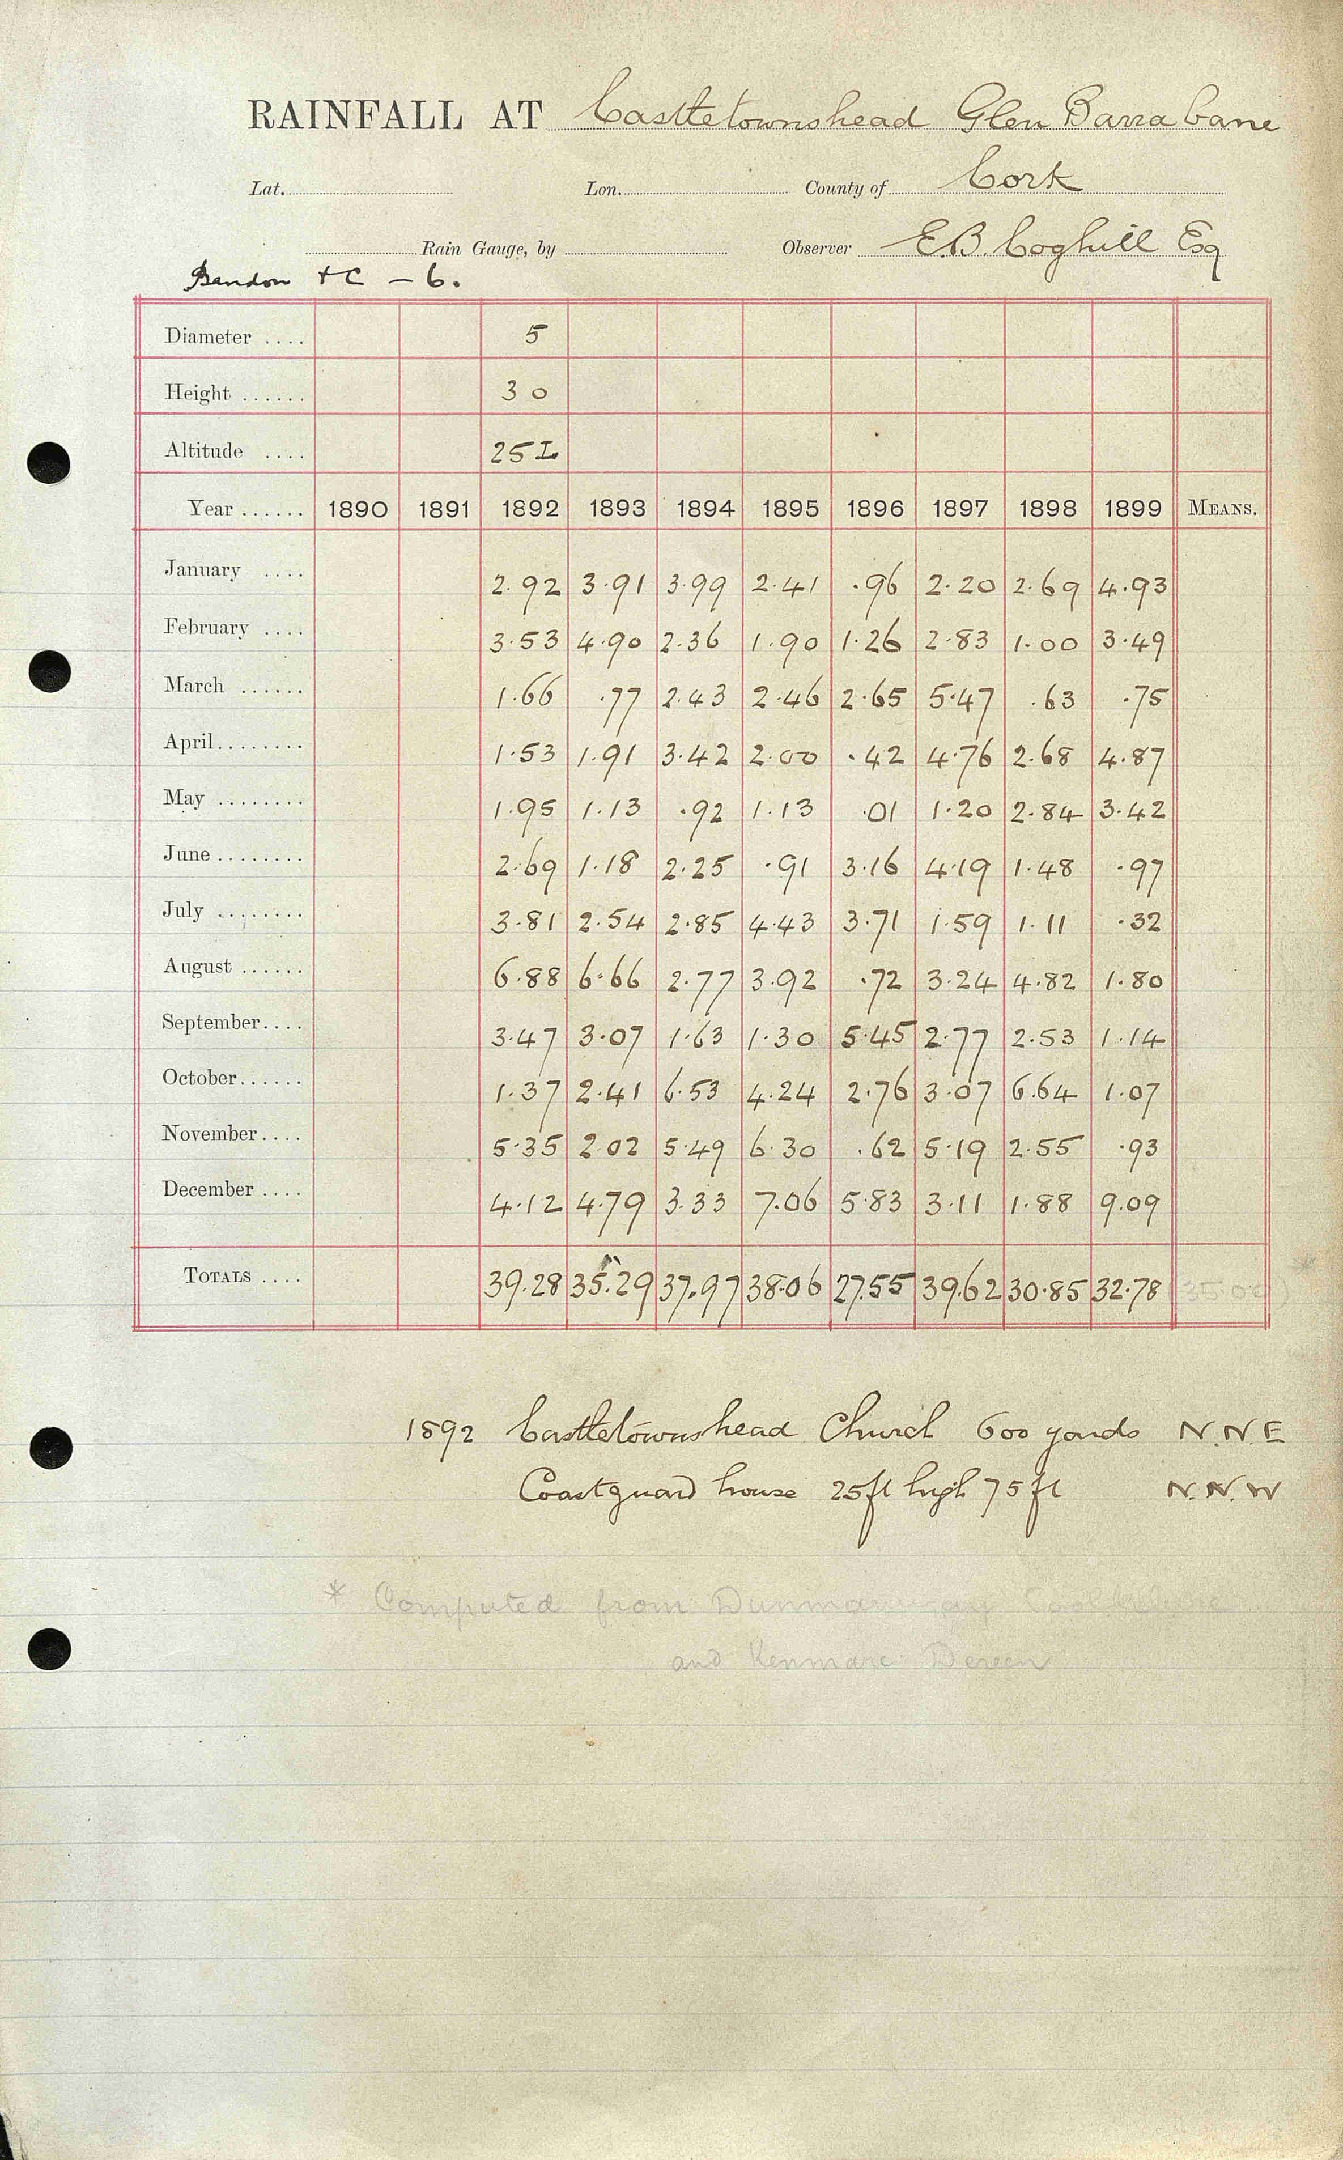 RAINFALL AT Castletownshead Glen Barrabane
Lat. Lon. County of Cork
Rain Gauge, by Observer E.B. Coghill Esq
Bandon + C – 6.
Diameter .... 5
Height ...... 3 0
Altitude .... 25 L
Year ...... 1890 1891 1892 1893 1894 1895 1896 1897 1898 1899 MEANS.
January .... 2.92 3.91 3.99 2.41 .96 2.20 2.69 4.93
February .... 3.53 4.90 2.36 1.90 1.26 2.83 1.00 3.49
March ...... 1.66 .77 2.43 2.46 2.65 5.47 .63 .75
April ........ 1.53 1.91 3.42 2.00 .42 4.76 2.68 4.87
May ........ 1.95 1.13 .92 1.13 .01 1.20 2.84 3.42
June ........ 2.69 1.18 2.25 .91 3.16 4.19 1.48 .97
July ........ 3.81 2.54 2.85 4.43 3.71 1.59 1.11 .32
August ...... 6.88 6.66 2.77 3.92 .72 3.24 4.82 1.80
September.... 3.47 3.07 1.63 1.30 5.45 2.77 2.53 1.14
October...... 1.37 2.41 6.53 4.24 2.76 3.07 6.64 1.07
November.... 5.35 2.02 5.49 6.30 .62 5.19 2.55 .93
December .... 4.12 4.79 3.33 7.06 5.83 3.11 1.88 9.09
TOTALS .... 39.28 35.29 37.97 38.06 27.55 39.62 30.85 32.78 *
1892 Castletownshead Church 600 yards N.N.E
Coastguard house 25ft high 75ft N.N.W
* Computed from Dunmanway
and Kenmare Dereen